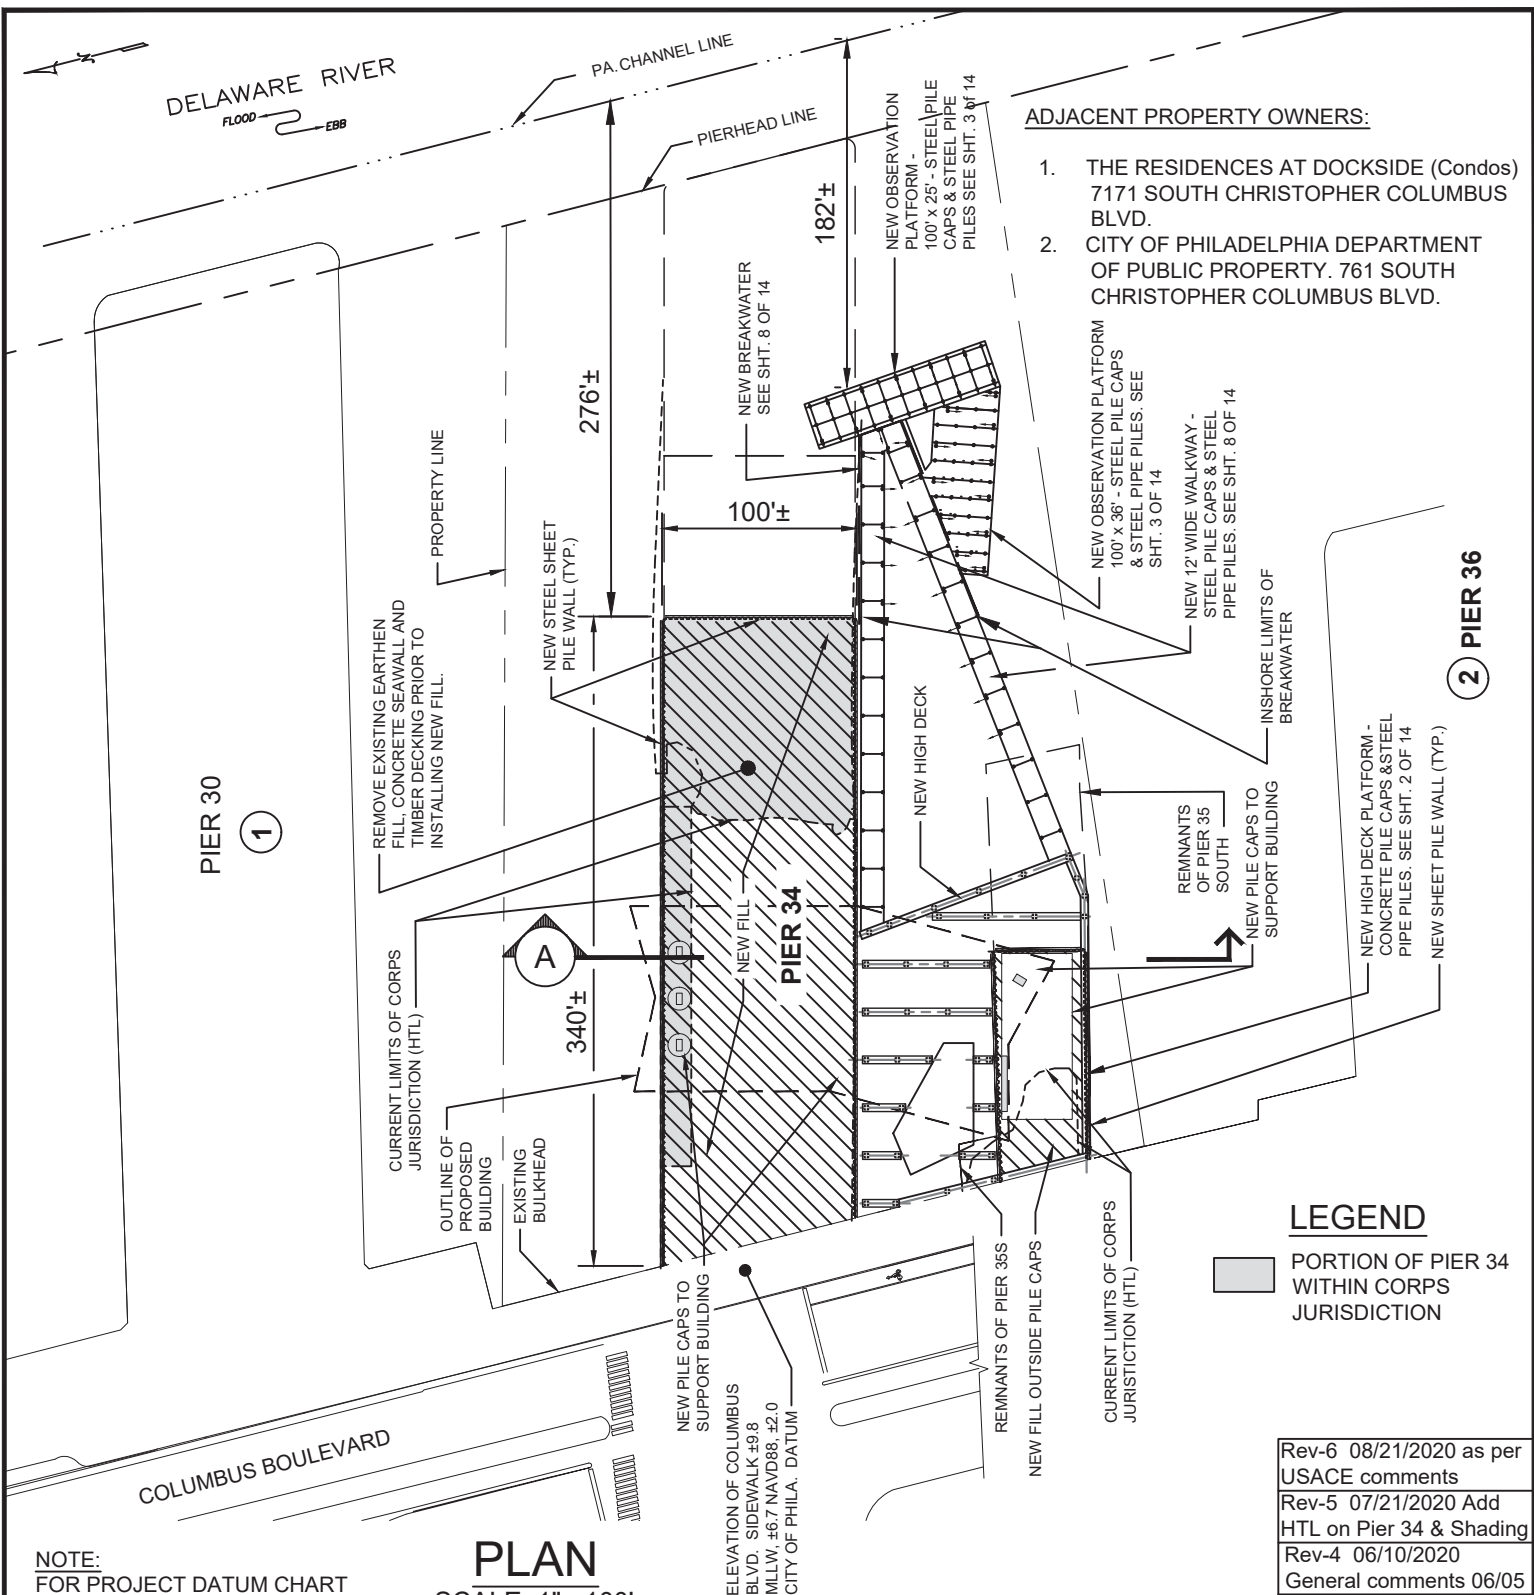 N
DELAWARE RIVER
FLOOD
EBB
PA. CHANNEL LINE
PIERHEAD LINE
ADJACENT PROPERTY OWNERS:
1. THE RESIDENCES AT DOCKSIDE (Condos)
7171 SOUTH CHRISTOPHER COLUMBUS
BLVD.
2. CITY OF PHILADELPHIA DEPARTMENT
OF PUBLIC PROPERTY. 761 SOUTH
CHRISTOPHER COLUMBUS BLVD.
182'±
NEW OBSERVATION
PLATFORM -
100' x 25' - STEEL PILE
CAPS & STEEL PIPE
PILES SEE SHT. 3 of 14
276'±
NEW BREAKWATER
SEE SHT. 8 OF 14
PROPERTY LINE
100'±
NEW STEEL SHEET
PILE WALL (TYP.)
NEW OBSERVATION PLATFORM
100' x 36' - STEEL PILE CAPS
& STEEL PIPE PILES. SEE
SHT. 3 OF 14
NEW 12' WIDE WALKWAY -
STEEL PILE CAPS & STEEL
PIPE PILES. SEE SHT. 8 OF 14
INSHORE LIMITS OF
BREAKWATER
2 PIER 36
REMOVE EXISTING EARTHEN
FILL, CONCRETE SEAWALL AND
TIMBER DECKING PRIOR TO
INSTALLING NEW FILL.
PIER 30
1
NEW HIGH DECK
REMNANTS
OF PIER 35
SOUTH
NEW PILE CAPS TO
SUPPORT BUILDING
NEW HIGH DECK PLATFORM -
CONCRETE PILE CAPS &STEEL
PIPE PILES. SEE SHT. 2 OF 14
NEW SHEET PILE WALL (TYP.)
A
NEW FILL
PIER 34
340'±
CURRENT LIMITS OF CORPS
JURISDICTION (HTL)
OUTLINE OF
PROPOSED
BUILDING
EXISTING
BULKHEAD
NEW PILE CAPS TO
SUPPORT BUILDING
REMNANTS OF PIER 35S
NEW FILL OUTSIDE PILE CAPS
CURRENT LIMITS OF CORPS
JURISTICTION (HTL)
LEGEND
PORTION OF PIER 34
WITHIN CORPS
JURISDICTION
ELEVATION OF COLUMBUS
BLVD. SIDEWALK ±9.8
MLLW, ±6.7 NAVD88, ±2.0
CITY OF PHILA. DATUM
COLUMBUS BOULEVARD
Rev-6 08/21/2020 as per
USACE comments
Rev-5 07/21/2020 Add
HTL on Pier 34 & Shading
Rev-4 06/10/2020
General comments 06/05
NOTE:
FOR PROJECT DATUM CHART
PLAN